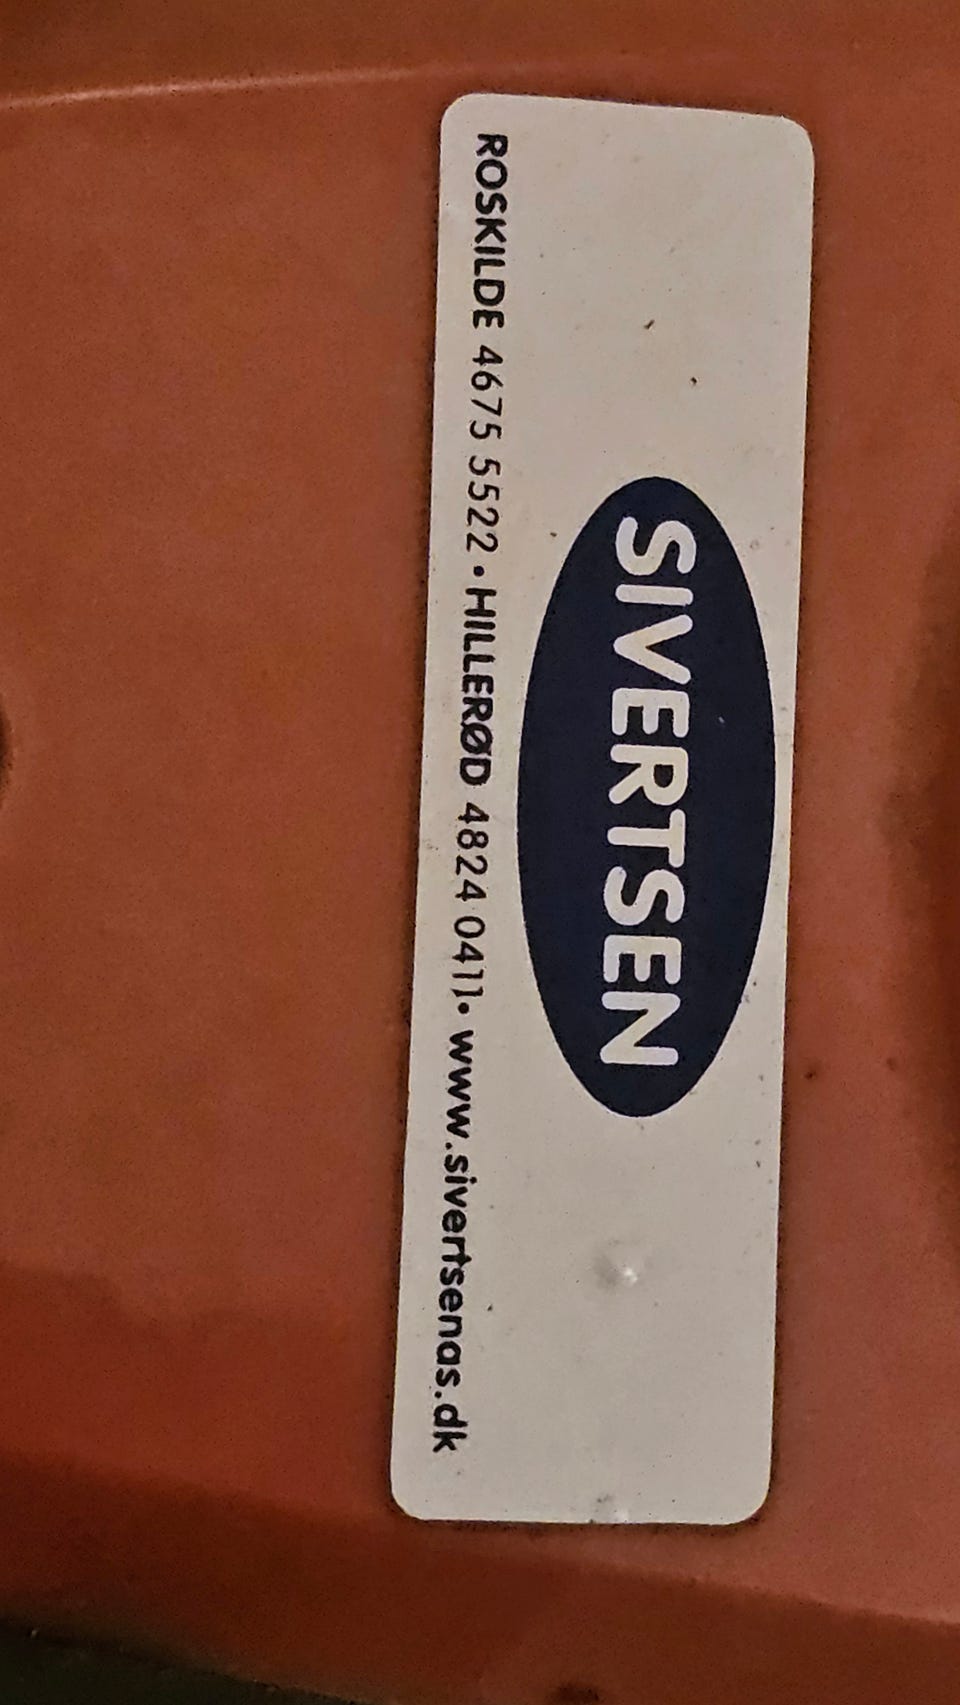 SIVERTSEN
ROSKILDE 4675 5522 • HILLERØD 4824 0411 • www.sivertsenas.dk